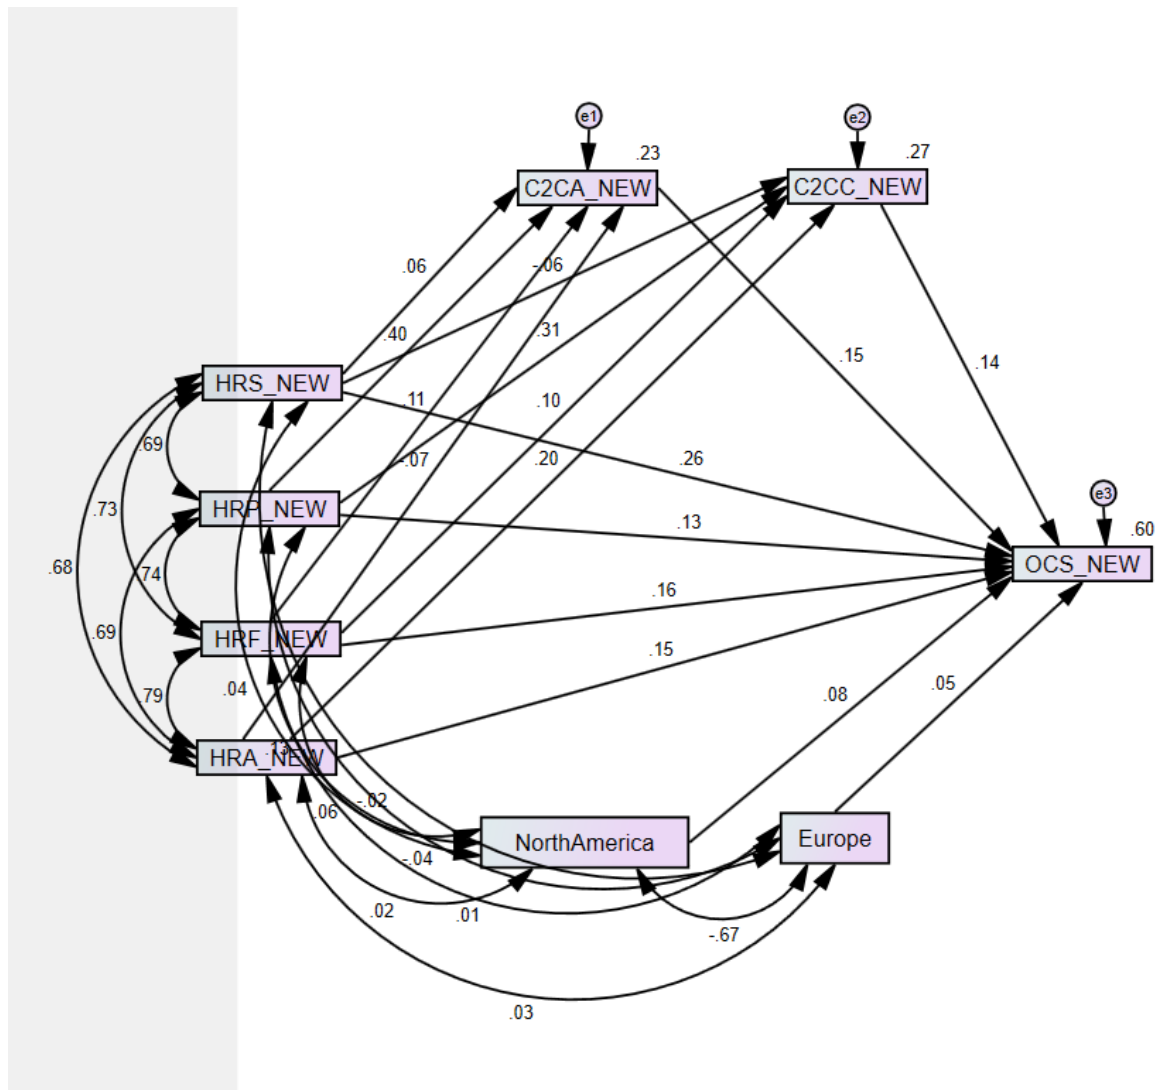 e1
e2
.23
.27
C2CA_NEW
C2CC_NEW
.06
-.06
.40
.31
.15
.14
HRS_NEW
.11
.10
.69
-.07
.20
.26
e3
.73
HRP_NEW
.13
.60
.68
.74
OCS_NEW
.16
.69
HRF_NEW
.15
.79
.04
.08
.05
HRA_NEW
.13
.06
-.02
NorthAmerica
Europe
-.04
.02
.01
-.67
.03